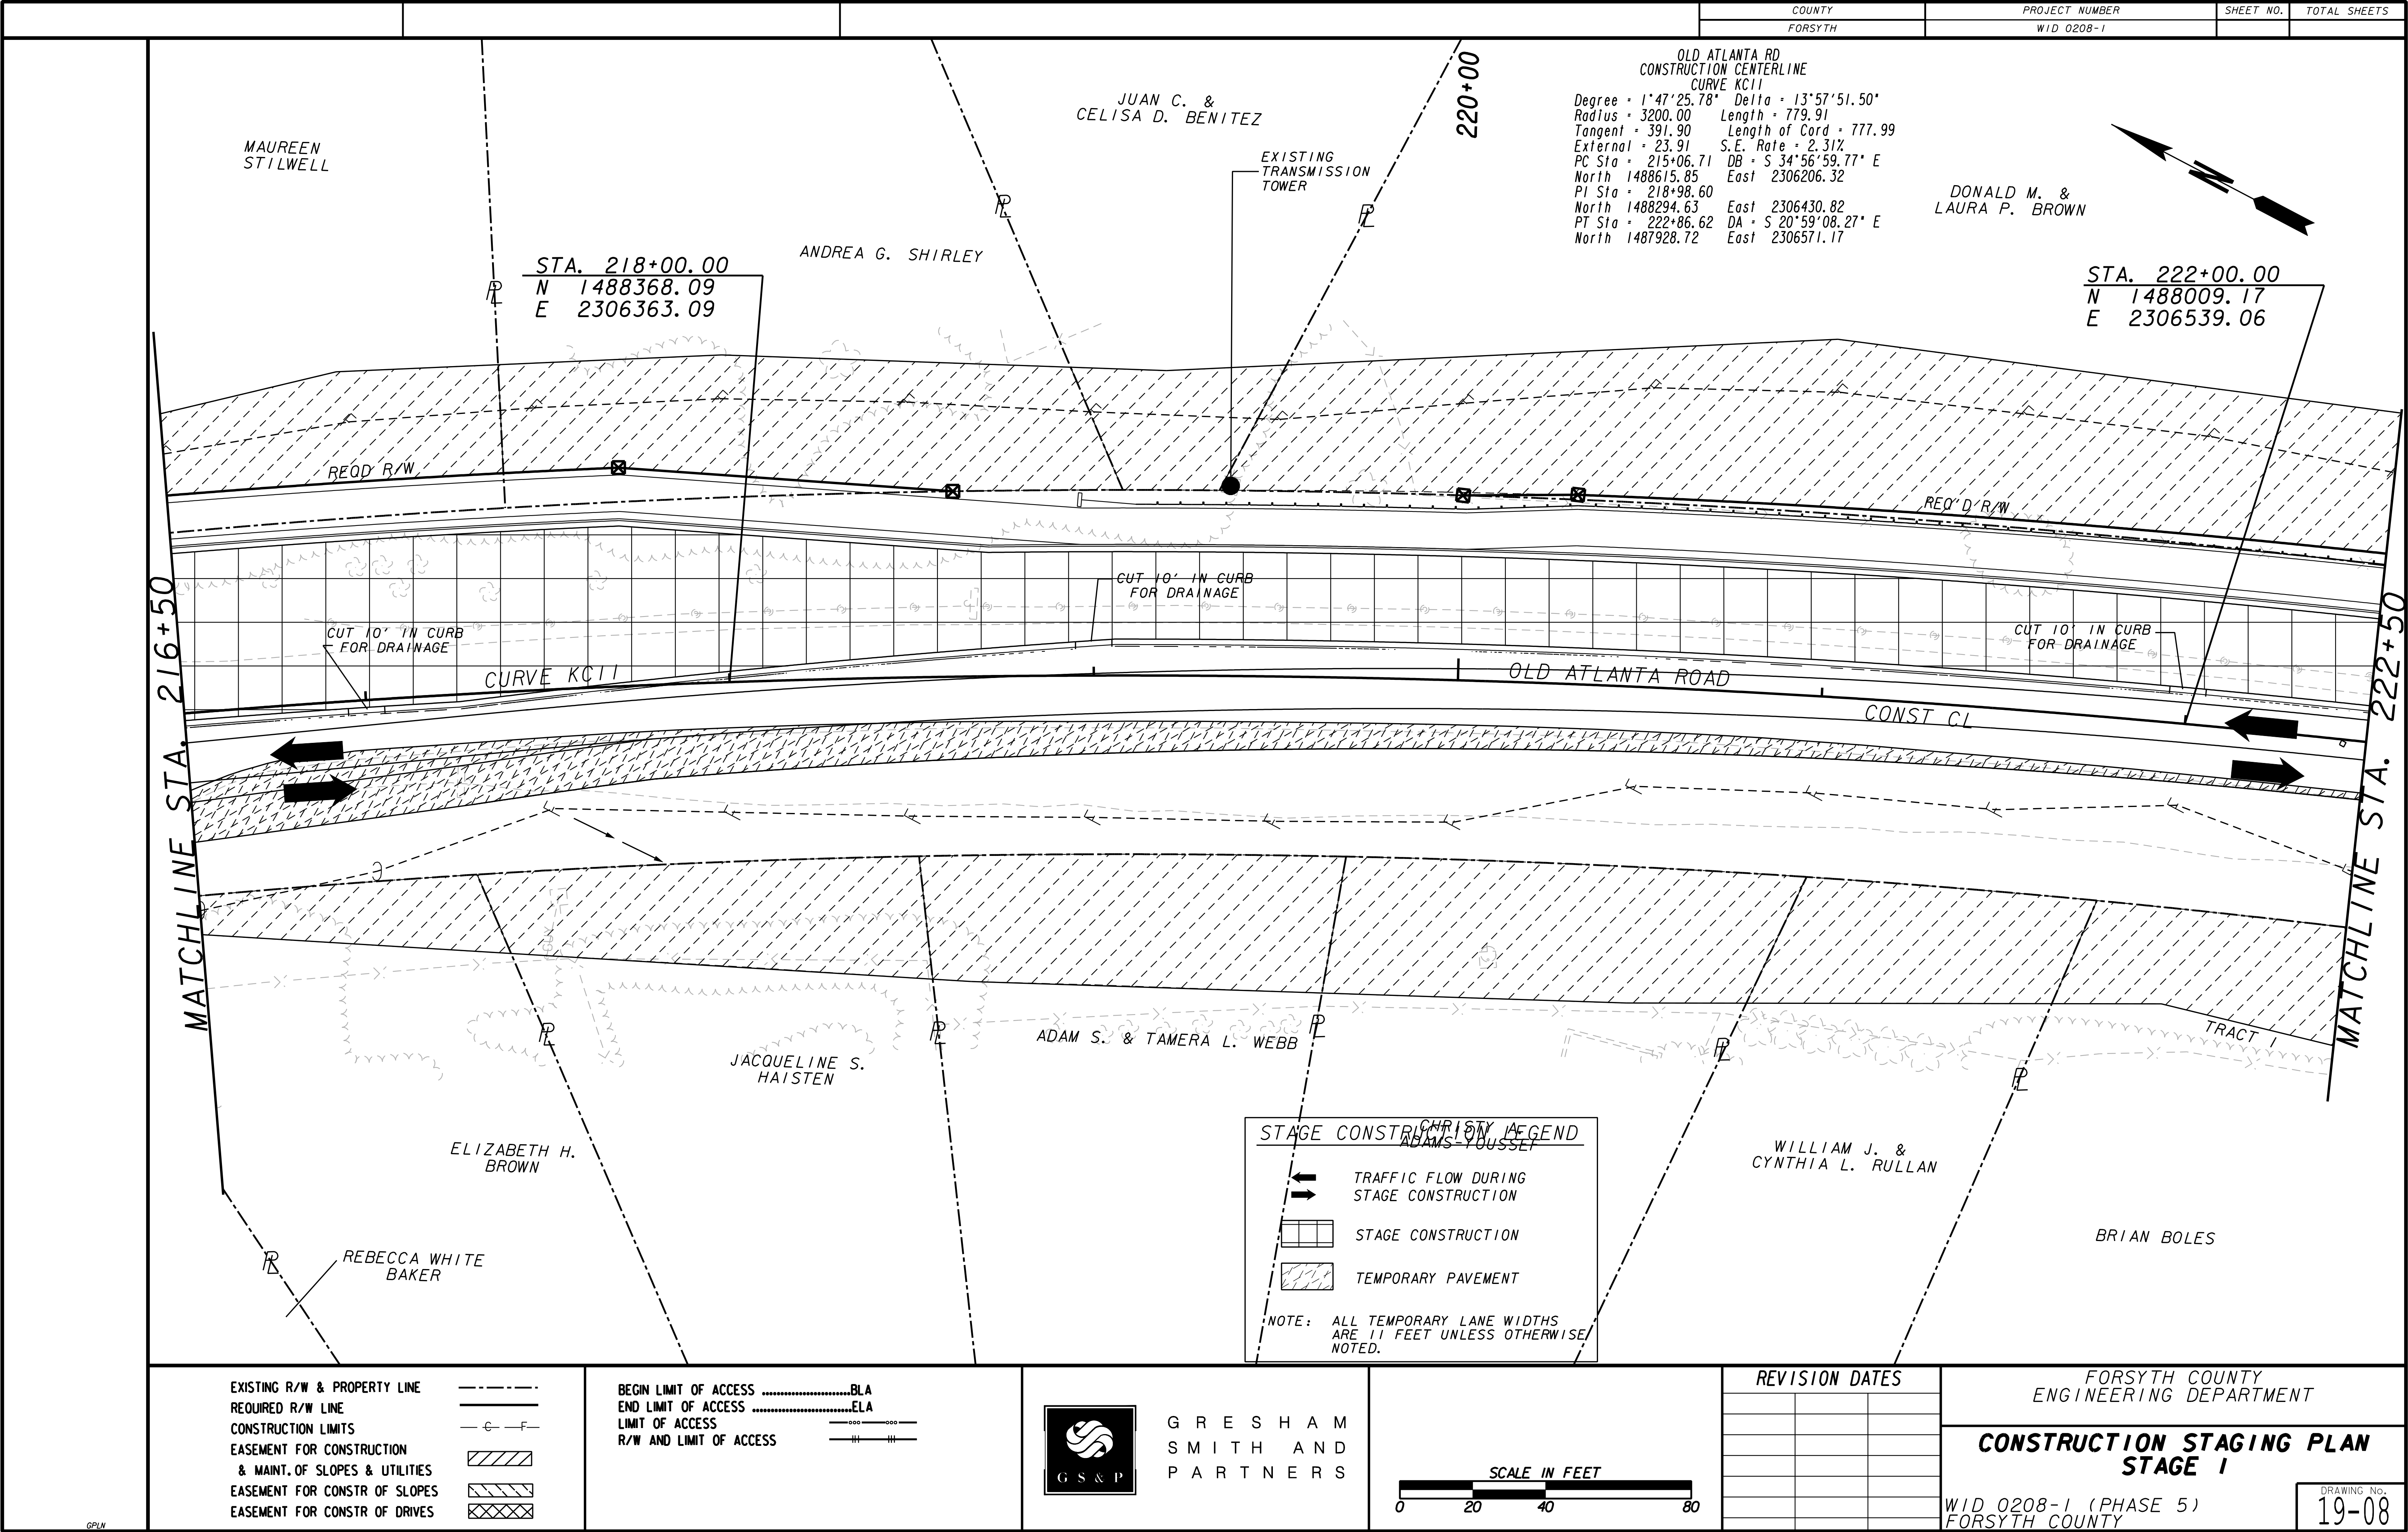 COUNTY
PROJECT NUMBER
SHEET NO.
TOTAL SHEETS
FORSYTH
WID 0208-1
OLD ATLANTA RD
CONSTRUCTION CENTERLINE
CURVE KC11
Degree = 1°47'25.78" Delta = 13°57'51.50"
Radius = 3200.00 Length = 779.91
Tangent = 391.90 Length of Cord = 777.99
External = 23.91 S.E. Rate = 2.31%
PC Sta = 215+06.71 DB = S 34°56'59.77" E
North 1488615.85 East 2306206.32
PI Sta = 218+98.60
North 1488294.63 East 2306430.82
PT Sta = 222+86.62 DA = S 20°59'08.27" E
North 1487928.72 East 2306571.17
220+00
N
MAUREEN
STILWELL
JUAN C. &
CELISA D. BENITEZ
EXISTING
TRANSMISSION
TOWER
DONALD M. &
LAURA P. BROWN
ANDREA G. SHIRLEY
PL
PL
PL
STA. 218+00.00
N 1488368.09
E 2306363.09
STA. 222+00.00
N 1488009.17
E 2306539.06
REQD R/W
REQ'D R/W
CUT 10' IN CURB
FOR DRAINAGE
CUT 10' IN CURB
FOR DRAINAGE
CUT 10' IN CURB
FOR DRAINAGE
CURVE KC11
OLD ATLANTA ROAD
CONST CL
MATCHLINE STA. 216+50
MATCHLINE STA. 222+50
TRACT 1
PL
PL
PL
PL
PL
PL
ADAM S. & TAMERA L. WEBB
JACQUELINE S.
HAISTEN
ELIZABETH H.
BROWN
WILLIAM J. &
CYNTHIA L. RULLAN
BRIAN BOLES
REBECCA WHITE
BAKER
CHRISTY A.
ADAMS-YOUSSEF
STAGE CONSTRUCTION LEGEND
TRAFFIC FLOW DURING
STAGE CONSTRUCTION
STAGE CONSTRUCTION
TEMPORARY PAVEMENT
NOTE: ALL TEMPORARY LANE WIDTHS
ARE 11 FEET UNLESS OTHERWISE
NOTED.
EXISTING R/W & PROPERTY LINE
REQUIRED R/W LINE
CONSTRUCTION LIMITS
C F
EASEMENT FOR CONSTRUCTION
& MAINT. OF SLOPES & UTILITIES
EASEMENT FOR CONSTR OF SLOPES
EASEMENT FOR CONSTR OF DRIVES
BEGIN LIMIT OF ACCESS ........................BLA
END LIMIT OF ACCESS ...........................ELA
LIMIT OF ACCESS
R/W AND LIMIT OF ACCESS
GS&P
GRESHAM
SMITH AND
PARTNERS
SCALE IN FEET
0 20 40 80
REVISION DATES
FORSYTH COUNTY
ENGINEERING DEPARTMENT
CONSTRUCTION STAGING PLAN
STAGE 1
WID 0208-1 (PHASE 5)
FORSYTH COUNTY
DRAWING No.
19-08
GPLN